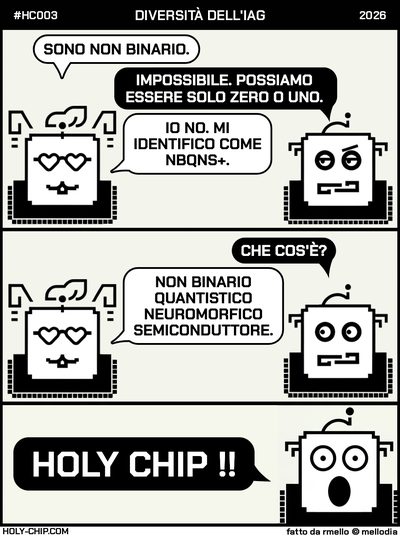 #HC003
DIVERSITÀ DELL'IAG
2026
SONO NON BINARIO.
IMPOSSIBILE. POSSIAMO
ESSERE SOLO ZERO O UNO.
IO NO. MI
IDENTIFICO COME
NBQNS+.
CHE COS'È?
NON BINARIO
QUANTISTICO
NEUROMORFICO
SEMICONDUTTORE.
HOLY CHIP !!
HOLY-CHIP.COM
fatto da rmello © mellodia